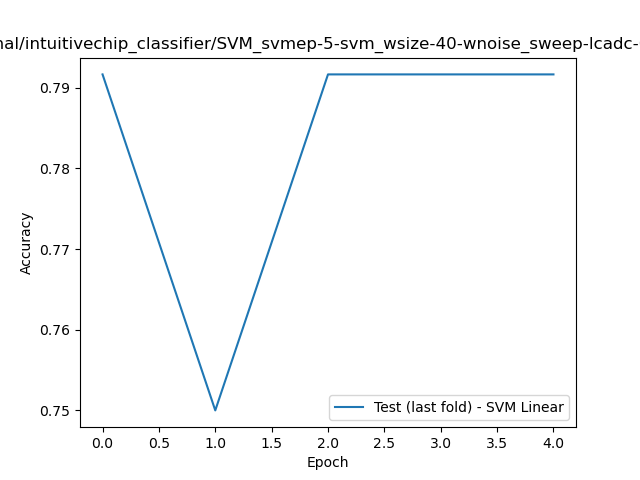 nal/intuitivechip_classifier/SVM_svmep-5-svm_wsize-40-wnoise_sweep-lcadc-
0.79
0.78
0.77
0.76
0.75
Accuracy
Test (last fold) - SVM Linear
0.0 0.5 1.0 1.5 2.0 2.5 3.0 3.5 4.0
Epoch